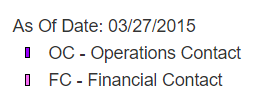 As Of Date: 03/27/2015
OC - Operations Contact
FC - Financial Contact